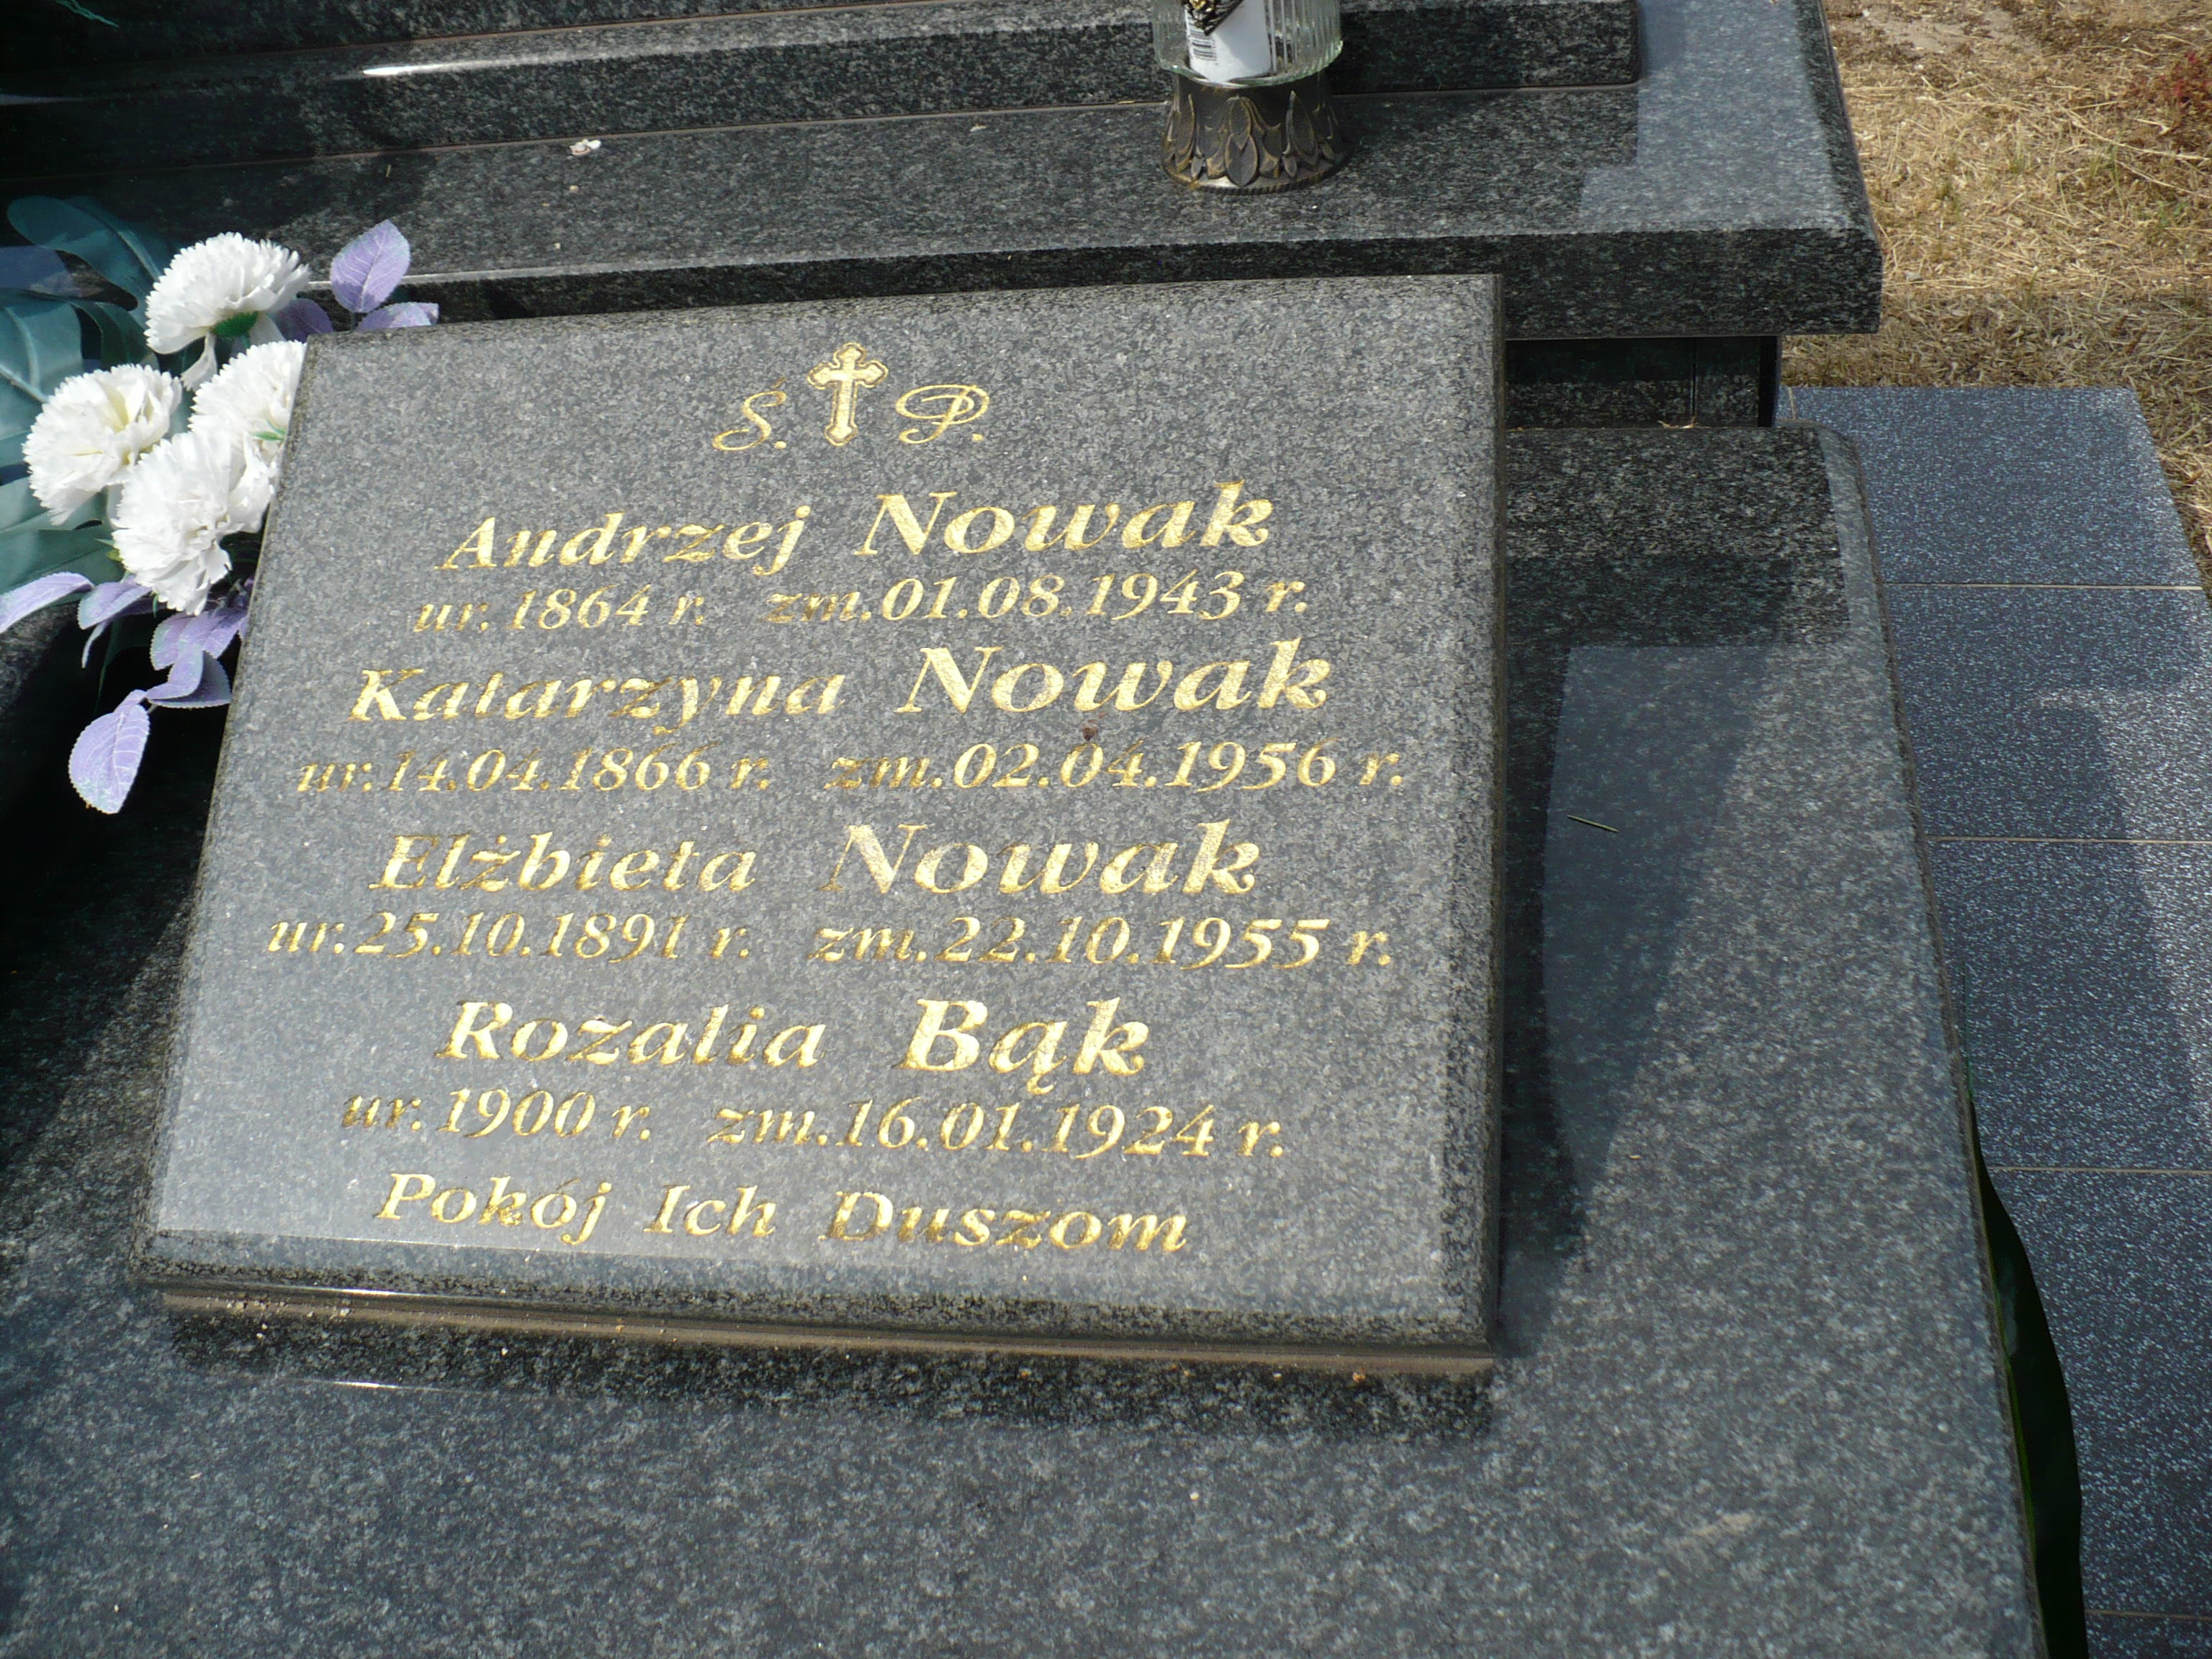 Ś. P.
Andrzej Nowak
ur. 1864 r. zm. 01.08.1943 r.
Katarzyna Nowak
ur. 14.04.1866 r. zm. 02.04.1956 r.
Elżbieta Nowak
ur. 25.10.1891 r. zm. 22.10.1955 r.
Rozalia Bąk
ur. 1900 r. zm. 16.01.1924 r.
Pokój Ich Duszom